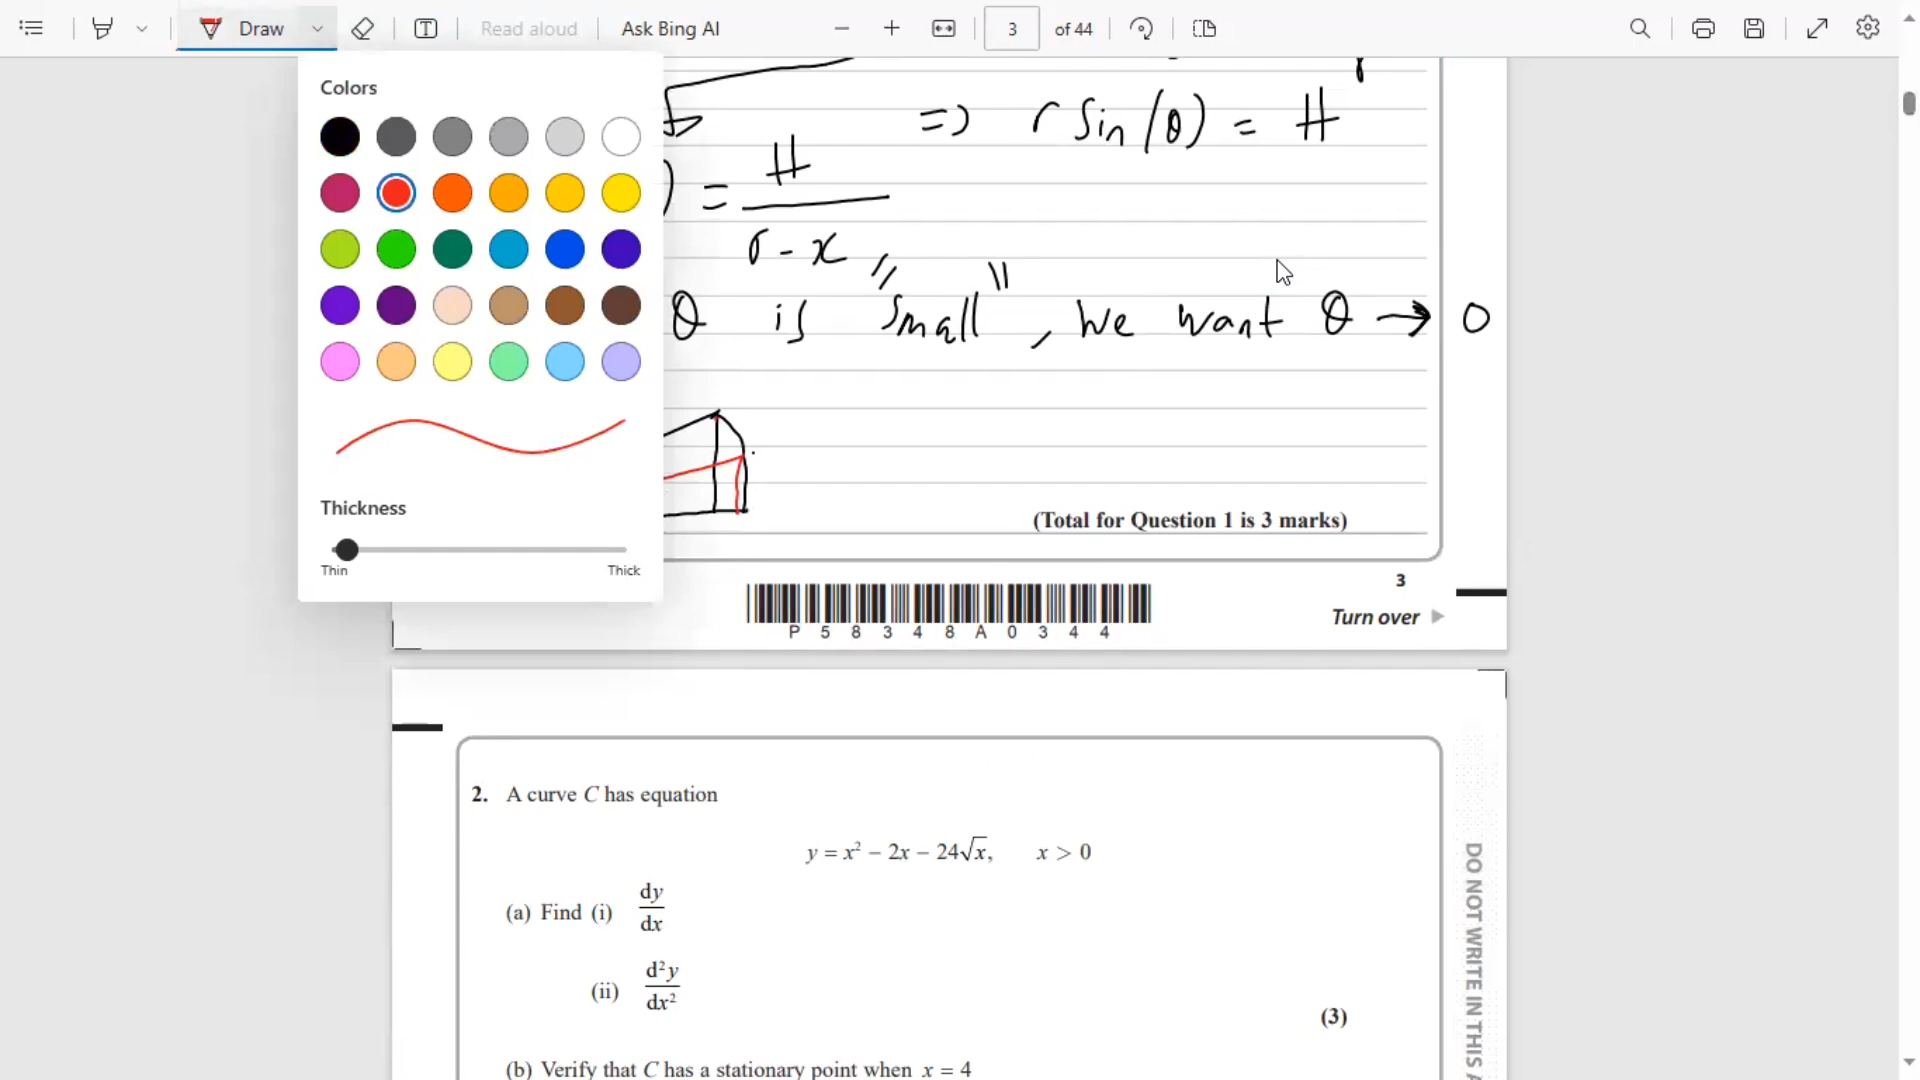 Draw Read aloud Ask Bing AI 3 of 44
Colors
Thickness
Thin Thick
=> r sin(θ) = H
) = H
r - x
θ is "small", we want θ → 0
(Total for Question 1 is 3 marks)
3
P 5 8 3 4 8 A 0 3 4 4
Turn over
2. A curve C has equation
y = x² − 2x − 24√x, x > 0
(a) Find (i) dy/dx
(ii) d²y/dx²
(3)
(b) Verify that C has a stationary point when x = 4
DO NOT WRITE IN THIS A